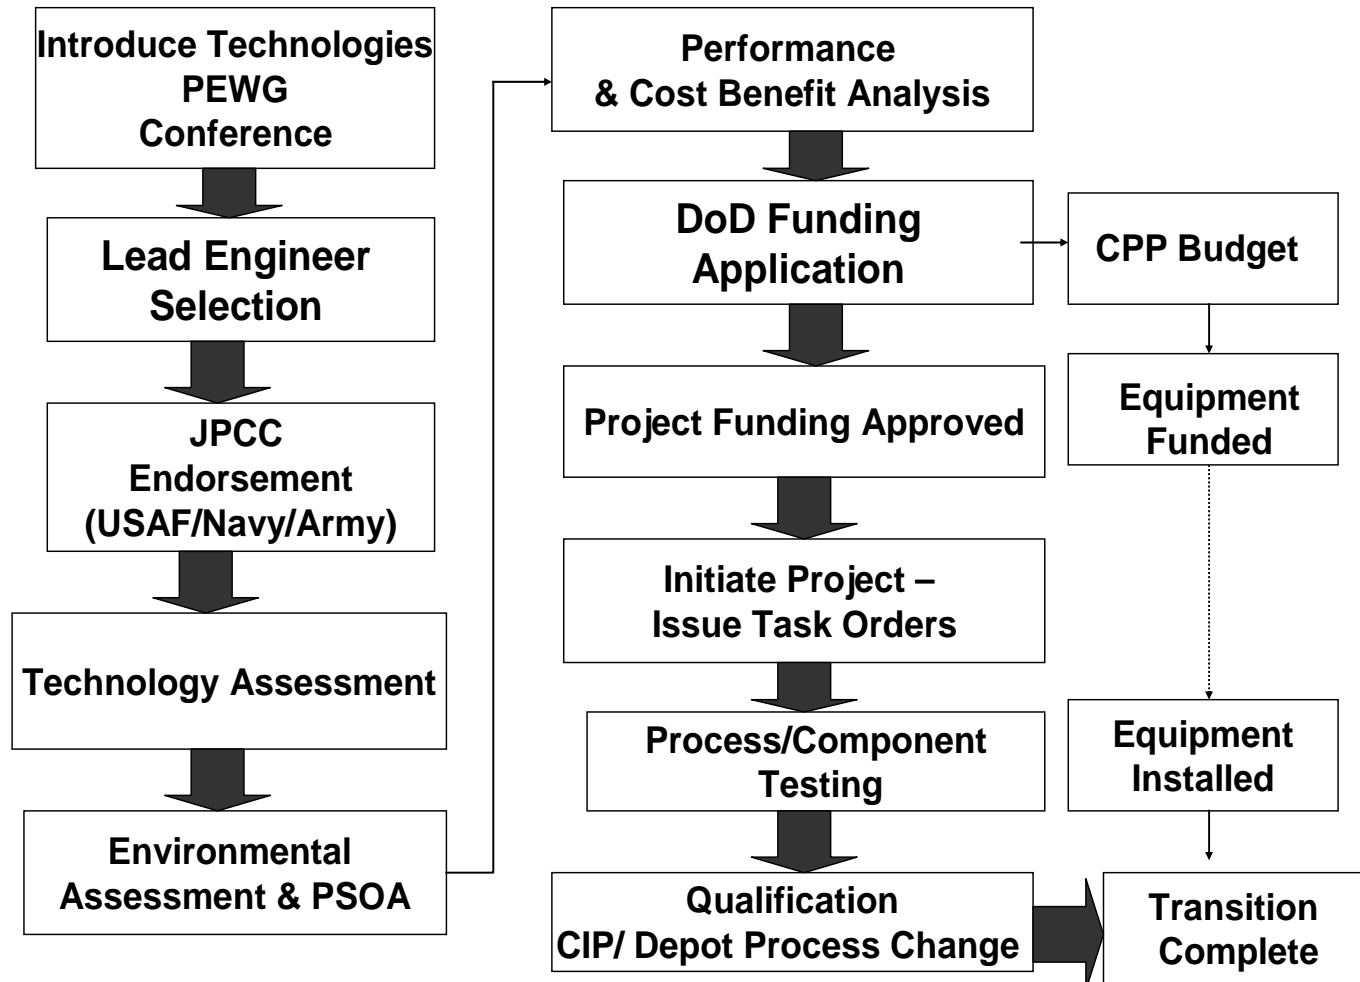 Introduce Technologies
PEWG
Conference
Lead Engineer
Selection
JPCC
Endorsement
(USAF/Navy/Army)
Technology Assessment
Environmental
Assessment & PSOA
Performance
& Cost Benefit Analysis
DoD Funding
Application
Project Funding Approved
Initiate Project –
Issue Task Orders
Process/Component
Testing
Qualification
CIP/ Depot Process Change
CPP Budget
Equipment
Funded
Equipment
Installed
Transition
Complete